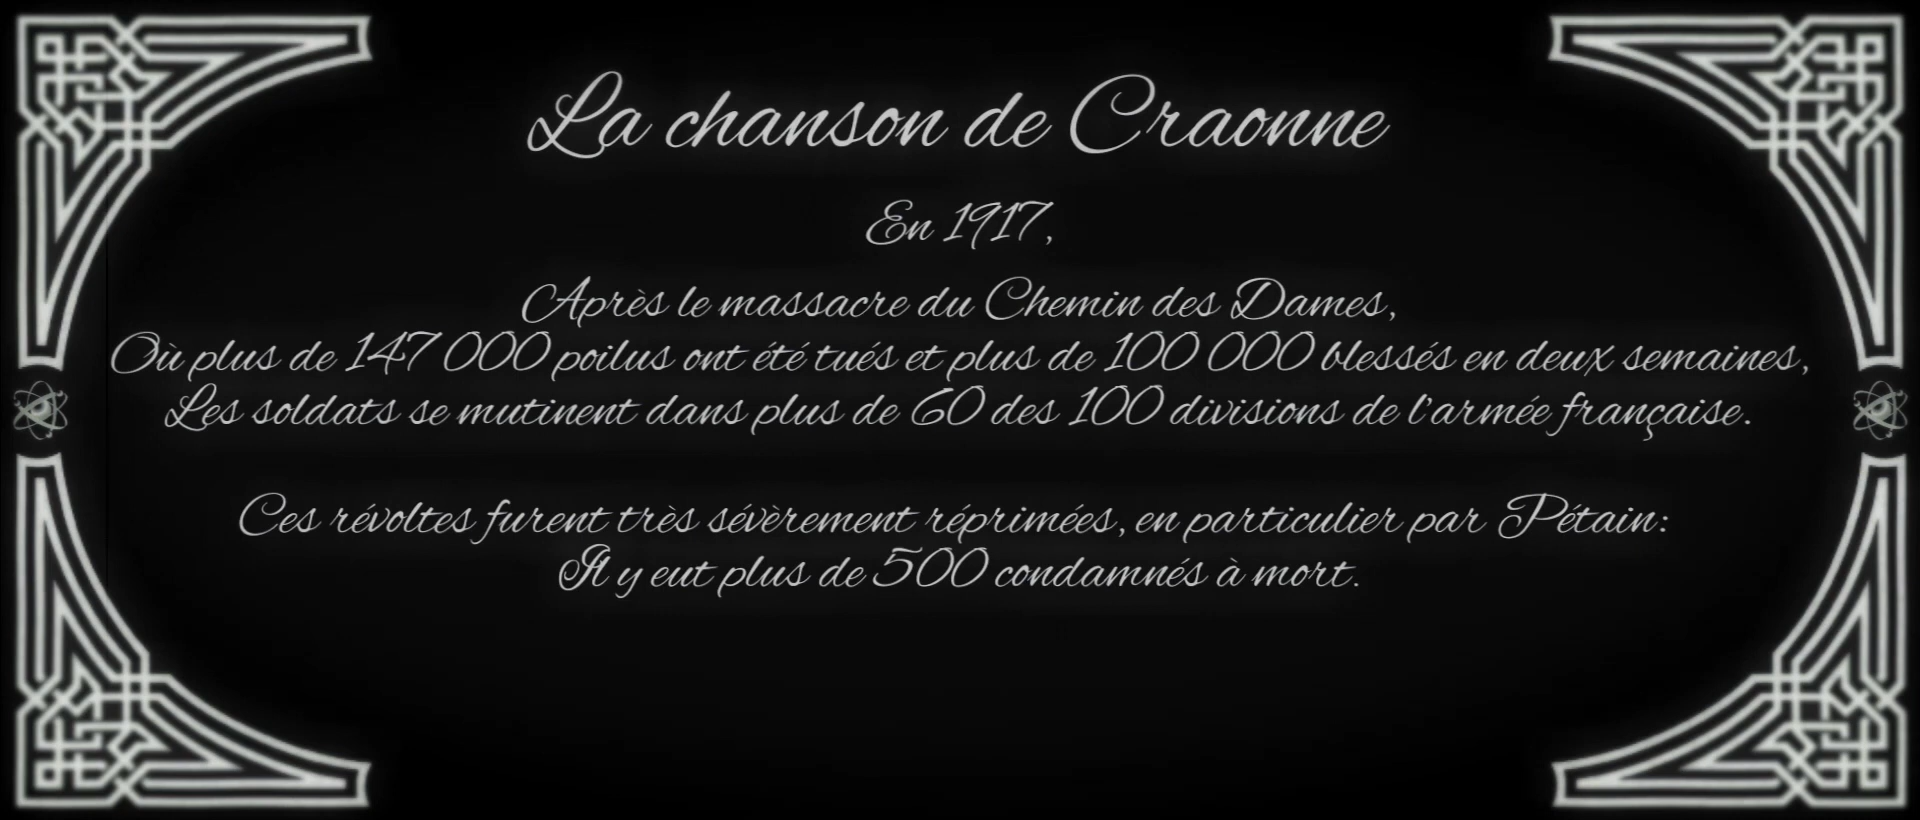 La chanson de Craonne
En 1917,
Après le massacre du Chemin des Dames,
Où plus de 147 000 poilus ont été tués et plus de 100 000 blessés en deux semaines,
Les soldats se mutinent dans plus de 60 des 100 divisions de l'armée française.
Ces révoltes furent très sévèrement réprimées, en particulier par Pétain:
Il y eut plus de 500 condamnés à mort.